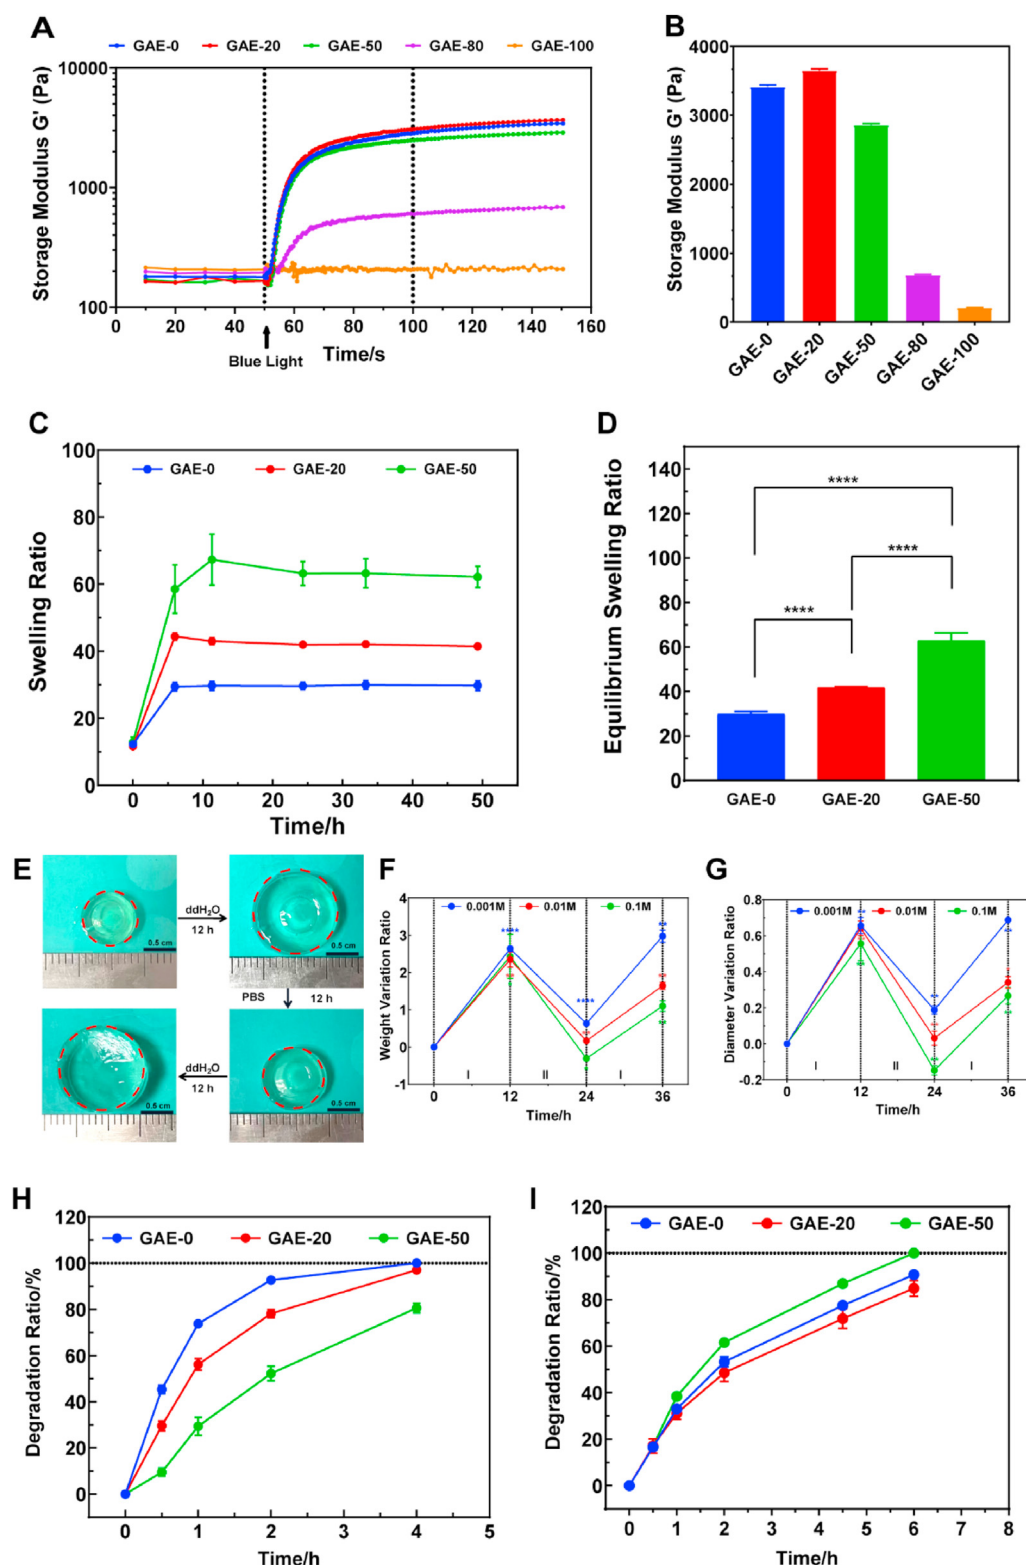 A
GAE-0 GAE-20 GAE-50 GAE-80 GAE-100
Storage Modulus G' (Pa)
10000
1000
100
0 20 40 60 80 100 120 140 160
Blue Light
Time/s
B
Storage Modulus G' (Pa)
4000
3000
2000
1000
0
GAE-0 GAE-20 GAE-50 GAE-80 GAE-100
C
GAE-0 GAE-20 GAE-50
Swelling Ratio
100
80
60
40
20
0
0 10 20 30 40 50
Time/h
D
Equilibrium Swelling Ratio
140
120
100
80
60
40
20
0
****
****
****
GAE-0 GAE-20 GAE-50
E
ddH₂O
12 h
0.5 cm
0.5 cm
PBS 12 h
ddH₂O
12 h
0.5 cm
0.5 cm
F
0.001M 0.01M 0.1M
Weight Variation Ratio
4
3
2
1
0
-1
****
****
I II I
0 12 24 36
Time/h
G
0.001M 0.01M 0.1M
Diameter Variation Ratio
0.8
0.6
0.4
0.2
0.0
-0.2
I II I
0 12 24 36
Time/h
H
GAE-0 GAE-20 GAE-50
Degradation Ratio/%
120
100
80
60
40
20
0
0 1 2 3 4 5
Time/h
I
GAE-0 GAE-20 GAE-50
Degradation Ratio/%
120
100
80
60
40
20
0
0 1 2 3 4 5 6 7 8
Time/h